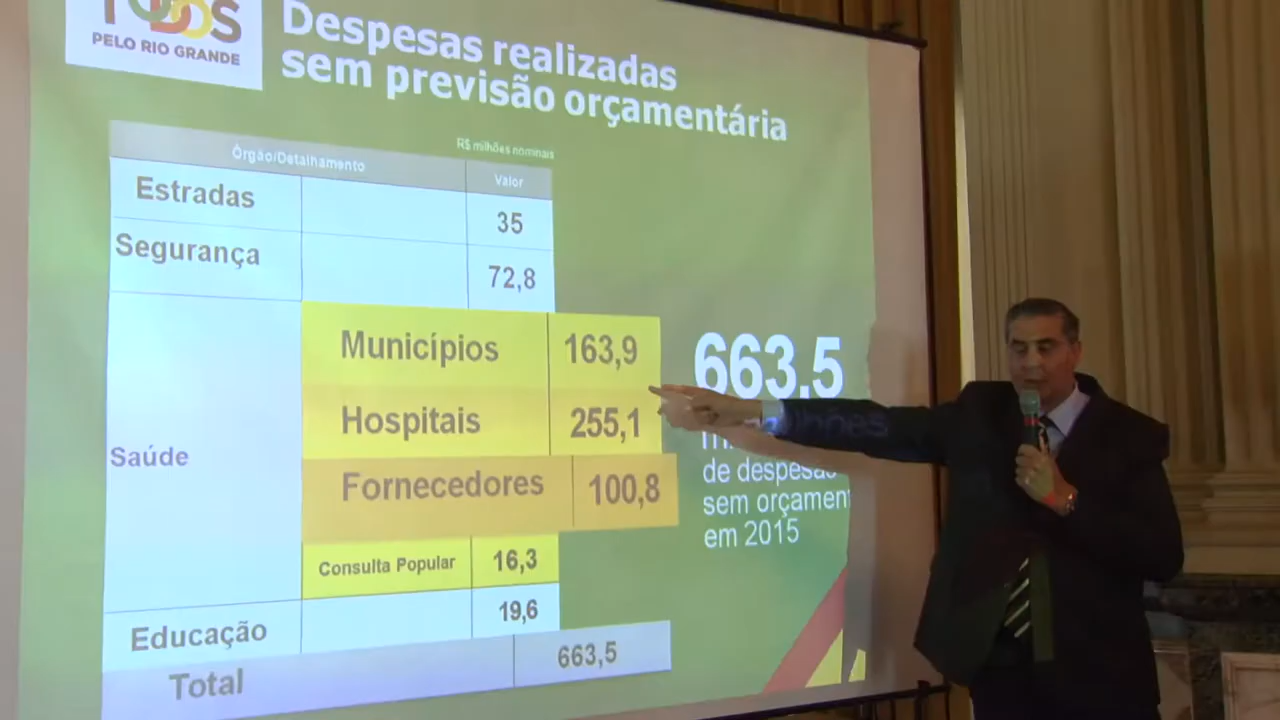 TODOS
PELO RIO GRANDE
Despesas realizadas
sem previsão orçamentária
R$ milhões nominais
Órgão/Detalhamento Valor
Estradas 35
Segurança 72,8
Saúde
Municípios 163,9
Hospitais 255,1
Fornecedores 100,8
Consulta Popular 16,3
Educação 19,6
Total 663,5
663,5
de despesas
sem orçament
em 2015